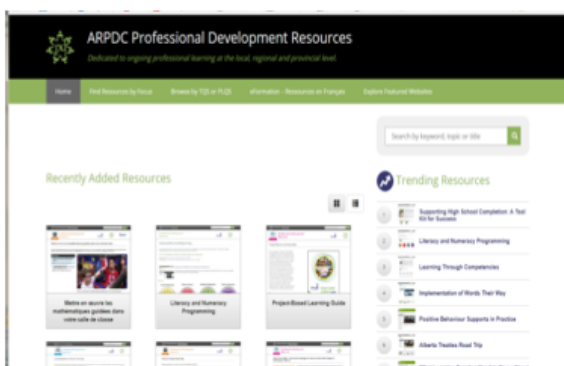 ARPDC Professional Development Resources
Dedicated to ongoing professional learning at the local, regional and provincial level.
Home Find Resources by Focus Browse by TQS or PLQS eFormation - Ressources en Français Explore Featured Websites
Search by keyword, topic or title
Recently Added Resources
Trending Resources
1 Supporting High School Completion: A Tool
Kit for Success
2 Literacy and Numeracy Programming
3 Learning Through Competencies
4 Implementation of Words Their Way
5 Positive Behaviour Supports in Practice
6 Alberta Treaties Road Trip
Mettre en œuvre les
mathématiques guidées dans
votre salle de classe
Literacy and Numeracy
Programming
Project-Based Learning Guide